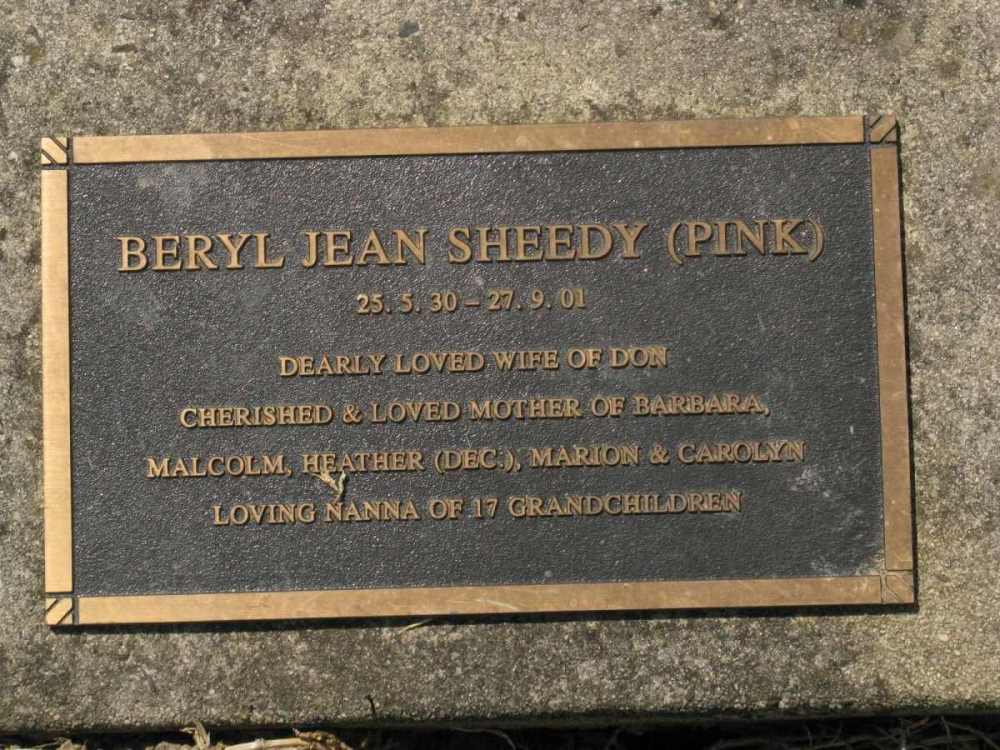 BERYL JEAN SHEEDY (PINK)
25. 5. 30 – 27. 9. 01
DEARLY LOVED WIFE OF DON
CHERISHED & LOVED MOTHER OF BARBARA,
MALCOLM, HEATHER (DEC.), MARION & CAROLYN
LOVING NANNA OF 17 GRANDCHILDREN